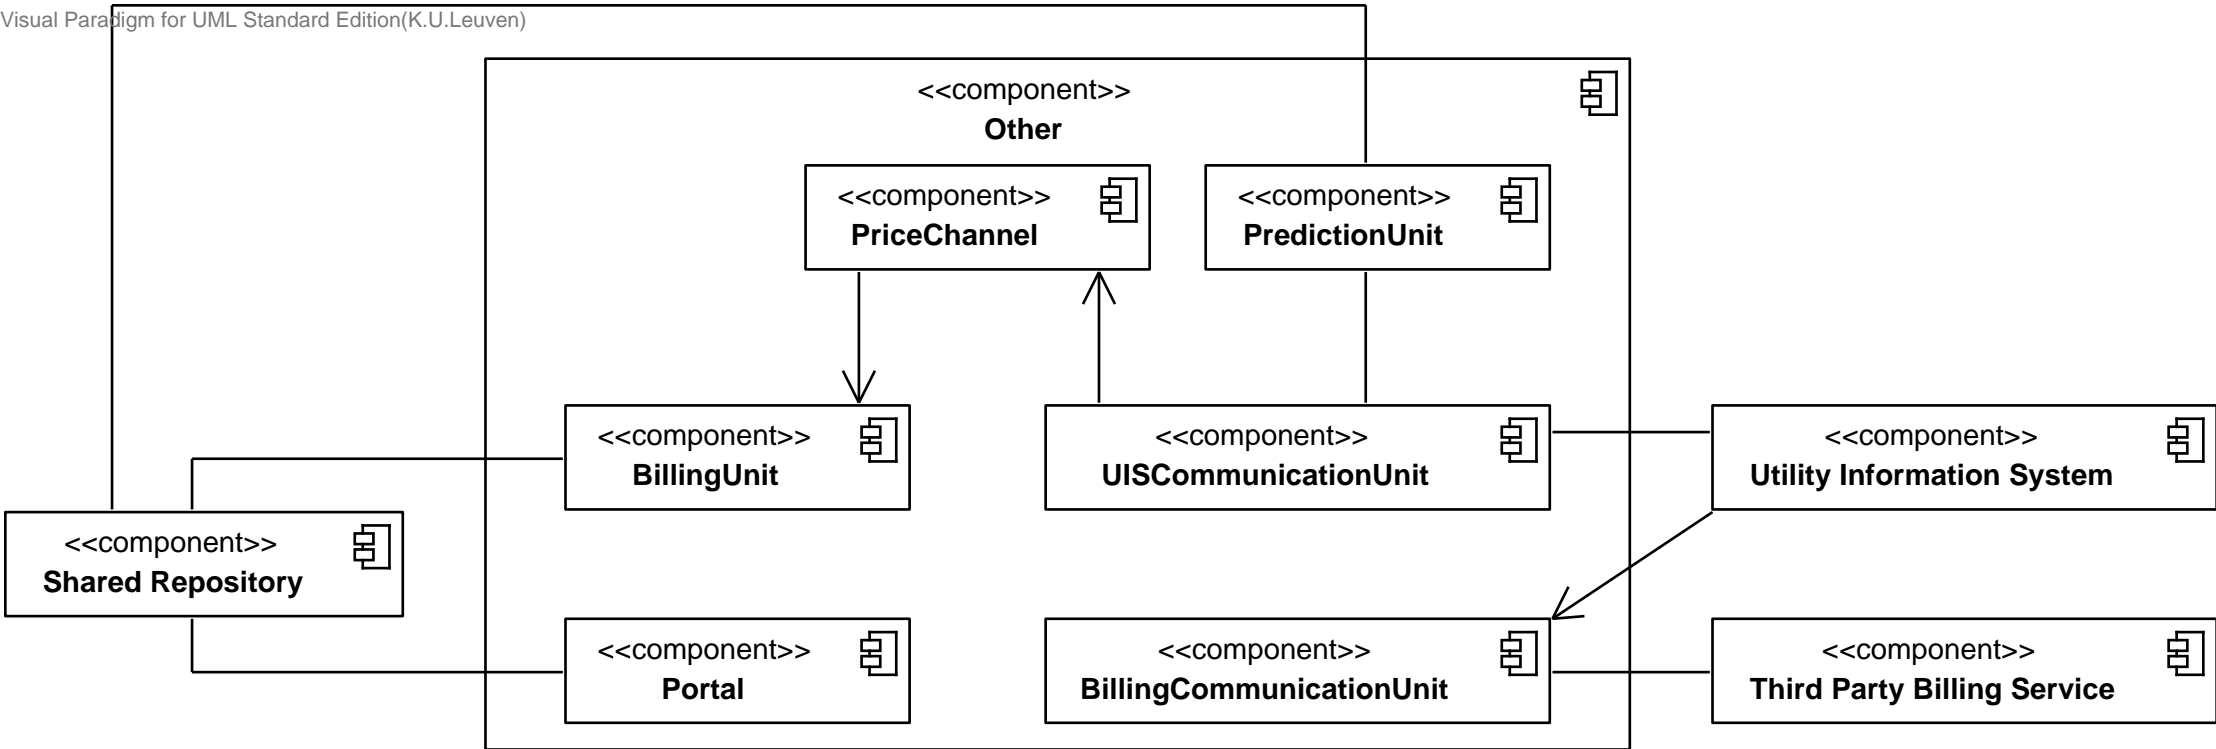 Visual Paradigm for UML Standard Edition(K.U.Leuven)
<<component>>
Other
<<component>>
PriceChannel
<<component>>
PredictionUnit
<<component>>
BillingUnit
<<component>>
UISCommunicationUnit
<<component>>
Utility Information System
<<component>>
Shared Repository
<<component>>
Portal
<<component>>
BillingCommunicationUnit
<<component>>
Third Party Billing Service